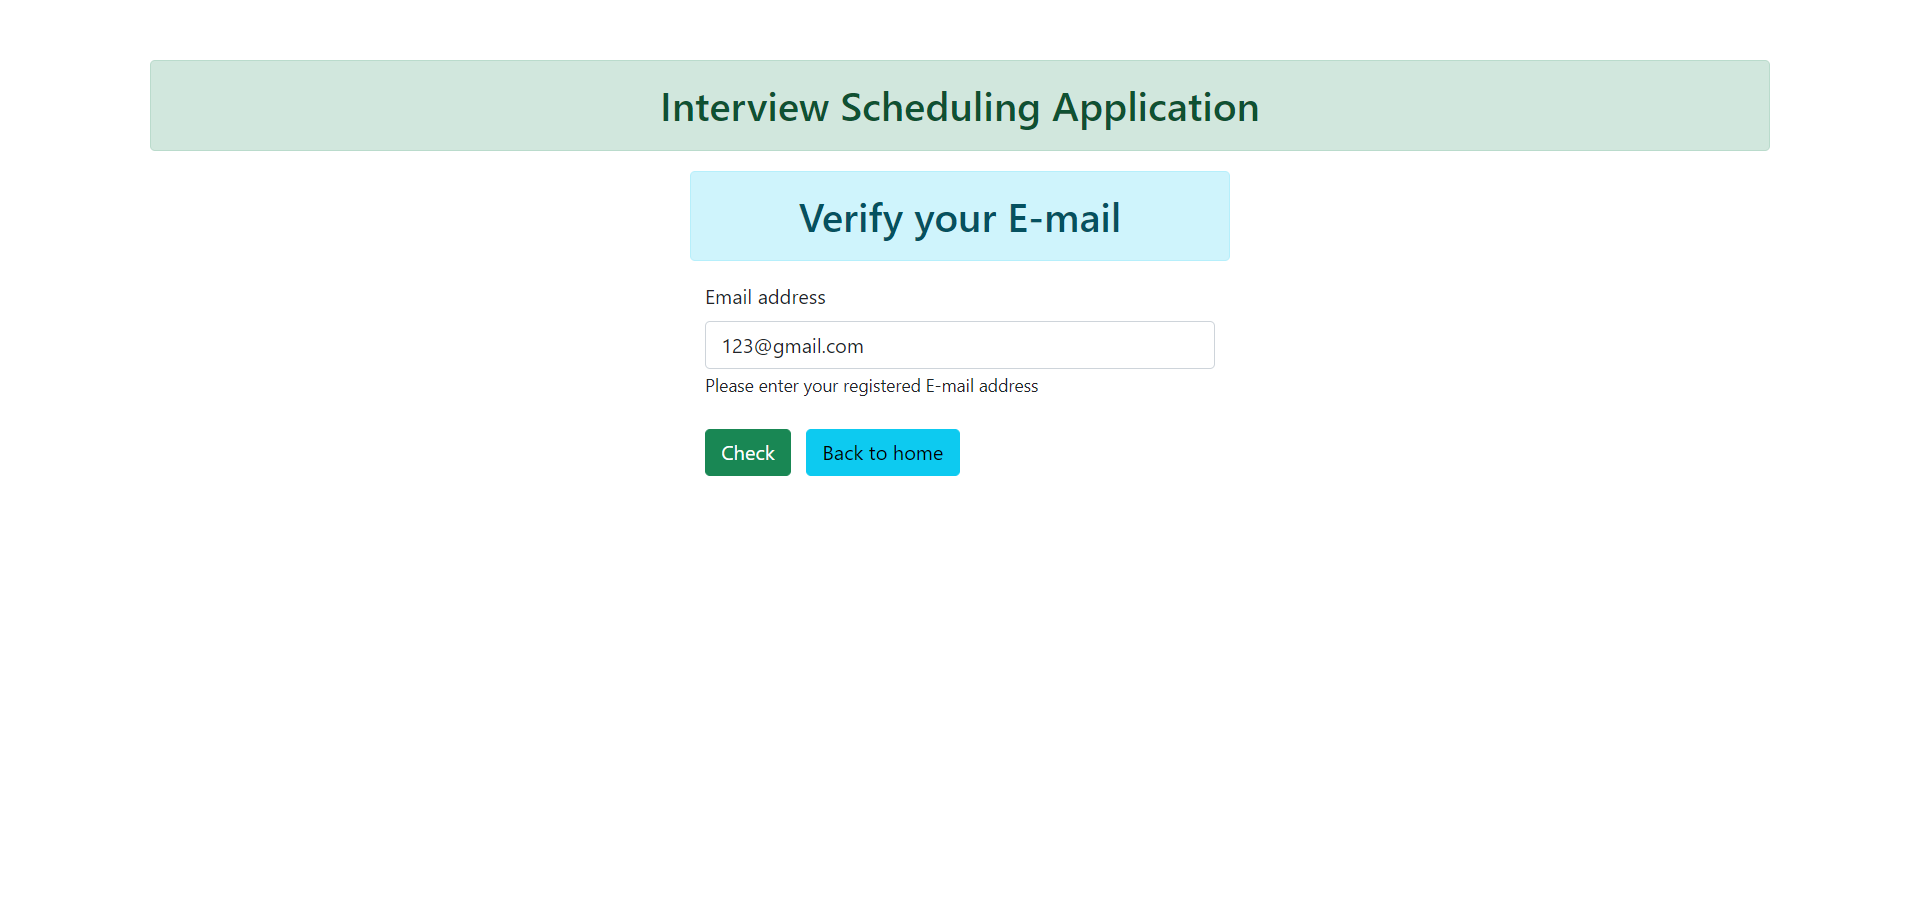 Interview Scheduling Application
Verify your E-mail
Email address
123@gmail.com
Please enter your registered E-mail address
Check Back to home